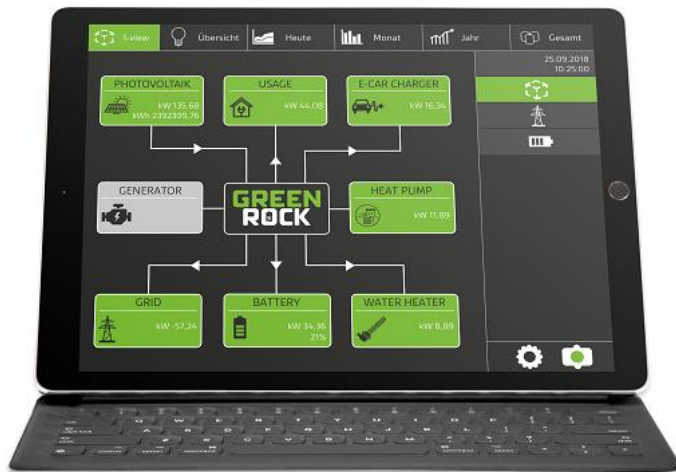 1-view
Übersicht
Heute
Monat
Jahr
Gesamt
25.09.2018
10:25:00
PHOTOVOLTAIK
kW 135,68
kWh 2392309,76
USAGE
kW 44,08
E-CAR CHARGER
kW 16,34
GENERATOR
GREEN
ROCK
HEAT PUMP
kW 11,89
GRID
kW -57,24
BATTERY
kW 34,36
21%
WATER HEATER
kW 8,89